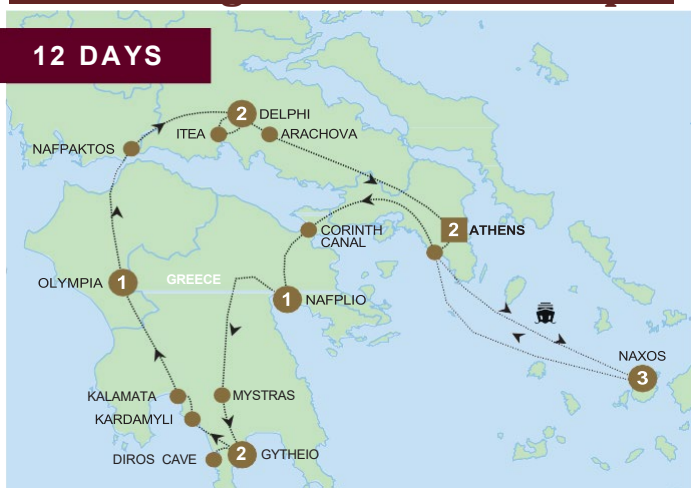 12 DAYS
2 DELPHI
ITEA
ARACHOVA
NAFPAKTOS
CORINTH
CANAL
2 ATHENS
OLYMPIA 1
GREECE
1 NAFPLIO
NAXOS
3
KALAMATA
MYSTRAS
KARDAMYLI
DIROS CAVE
2 GYTHEIO